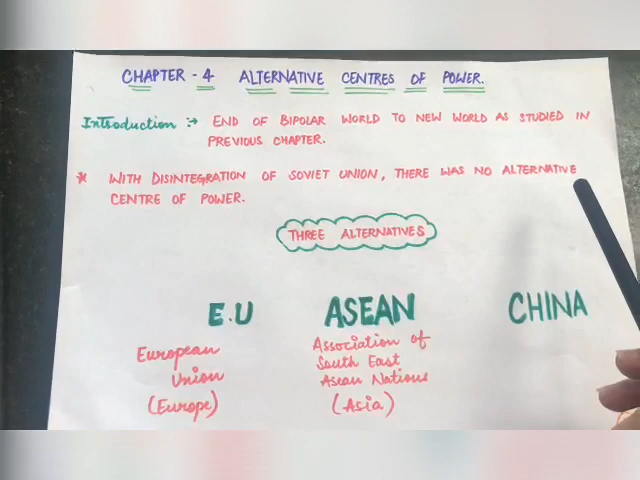 CHAPTER - 4 ALTERNATIVE CENTRES OF POWER.
Introduction :→ END OF BIPOLAR WORLD TO NEW WORLD AS STUDIED IN
PREVIOUS CHAPTER.
* WITH DISINTEGRATION OF SOVIET UNION, THERE WAS NO ALTERNATIVE
CENTRE OF POWER.
THREE ALTERNATIVES
E.U ASEAN CHINA
European Association of
Union South East
(Europe) Asean Nations
(Asia)